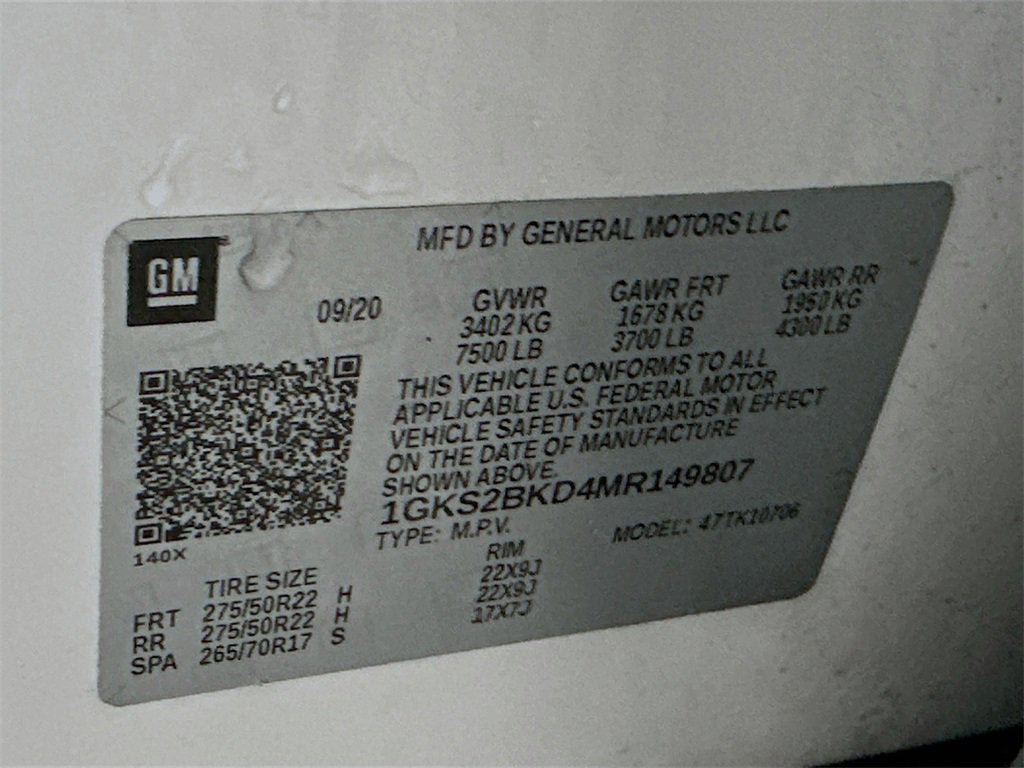 GM
MFD BY GENERAL MOTORS LLC
09/20
GVWR GAWR FRT GAWR RR
3402 KG 1678 KG 1950 KG
7500 LB 3700 LB 4300 LB
THIS VEHICLE CONFORMS TO ALL
APPLICABLE U.S. FEDERAL MOTOR
VEHICLE SAFETY STANDARDS IN EFFECT
ON THE DATE OF MANUFACTURE
SHOWN ABOVE.
1GKS2BKD4MR149807
TYPE: M.P.V. MODEL: 47TK10706
140X
TIRE SIZE RIM
FRT 275/50R22 H 22X9J
RR 275/50R22 H 22X9J
SPA 265/70R17 S 17X7J